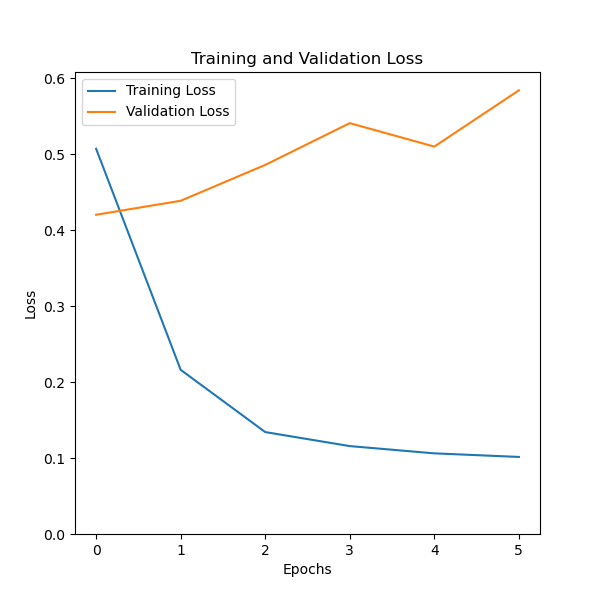 Training and Validation Loss
Training Loss
Validation Loss
0.6
0.5
0.4
0.3
0.2
0.1
0.0
Loss
0 1 2 3 4 5
Epochs